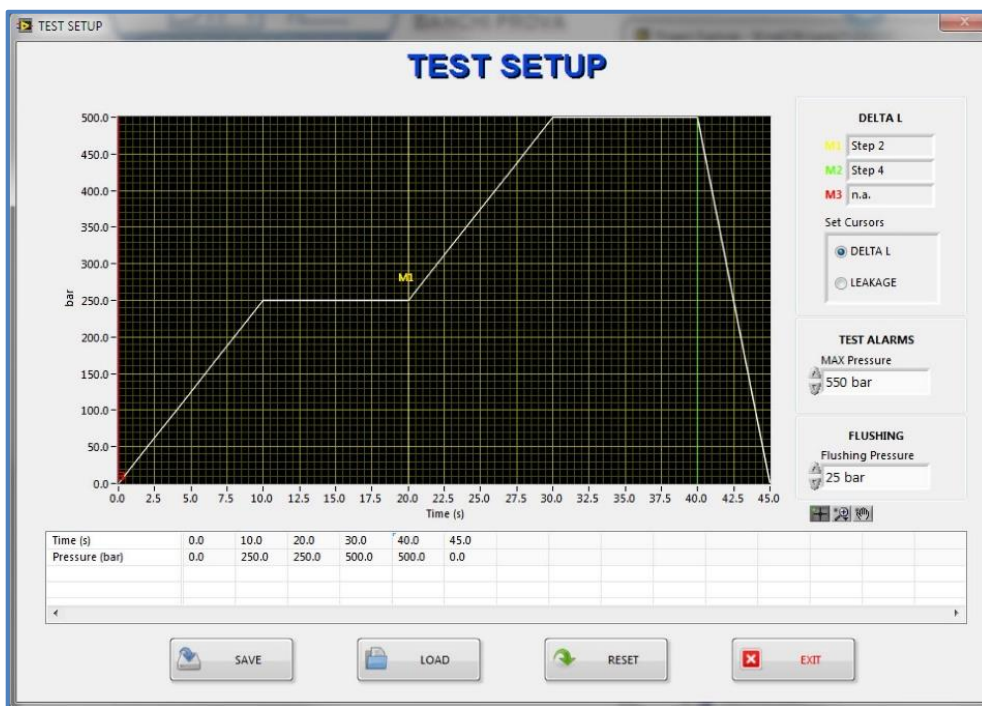 TEST SETUP
BANCHI PROVA
TEST SETUP
500.0
450.0
400.0
350.0
300.0
250.0
200.0
150.0
100.0
50.0
0.0
bar
M1
0.0 2.5 5.0 7.5 10.0 12.5 15.0 17.5 20.0 22.5 25.0 27.5 30.0 32.5 35.0 37.5 40.0 42.5 45.0
Time (s)
DELTA L
M1 Step 2
M2 Step 4
M3 n.a.
Set Cursors
DELTA L
LEAKAGE
TEST ALARMS
MAX Pressure
550 bar
FLUSHING
Flushing Pressure
25 bar
Time (s) 0.0 10.0 20.0 30.0 40.0 45.0
Pressure (bar) 0.0 250.0 250.0 500.0 500.0 0.0
SAVE
LOAD
RESET
EXIT